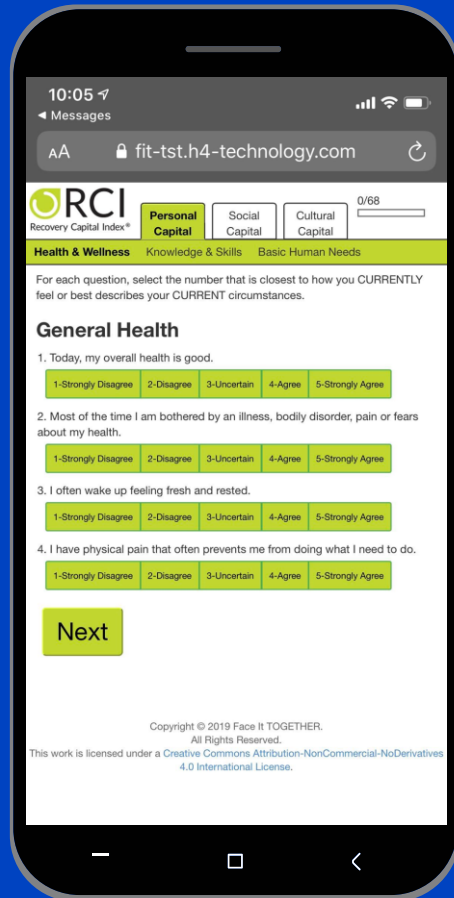 10:05
◀ Messages
AA fit-tst.h4-technology.com
RCI
Recovery Capital Index®
Personal Capital
Social Capital
Cultural Capital
0/68
Health & Wellness Knowledge & Skills Basic Human Needs
For each question, select the number that is closest to how you CURRENTLY
feel or best describes your CURRENT circumstances.
General Health
1. Today, my overall health is good.
1-Strongly Disagree 2-Disagree 3-Uncertain 4-Agree 5-Strongly Agree
2. Most of the time I am bothered by an illness, bodily disorder, pain or fears
about my health.
1-Strongly Disagree 2-Disagree 3-Uncertain 4-Agree 5-Strongly Agree
3. I often wake up feeling fresh and rested.
1-Strongly Disagree 2-Disagree 3-Uncertain 4-Agree 5-Strongly Agree
4. I have physical pain that often prevents me from doing what I need to do.
1-Strongly Disagree 2-Disagree 3-Uncertain 4-Agree 5-Strongly Agree
Next
Copyright © 2019 Face It TOGETHER.
All Rights Reserved.
This work is licensed under a Creative Commons Attribution-NonCommercial-NoDerivatives
4.0 International License.